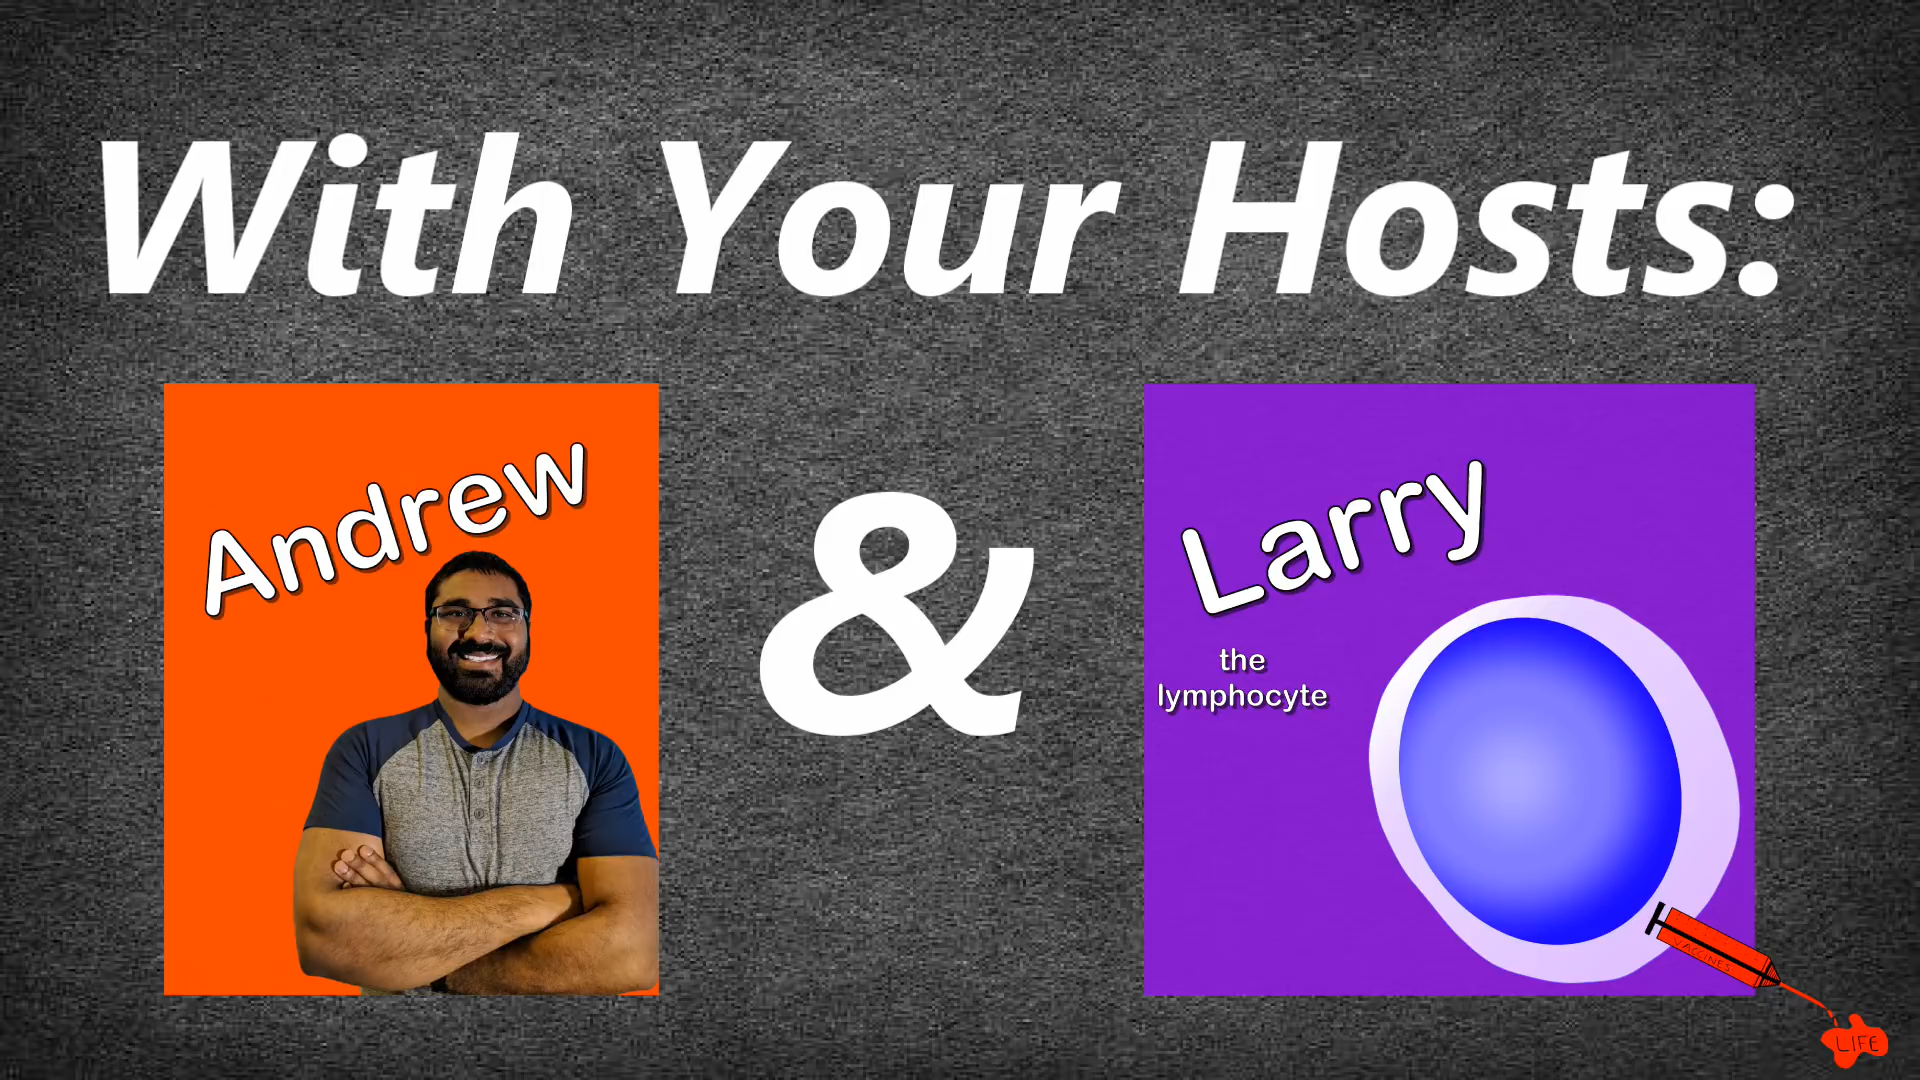 With Your Hosts:
Andrew
&
Larry
the
lymphocyte
VACCINES
LIFE